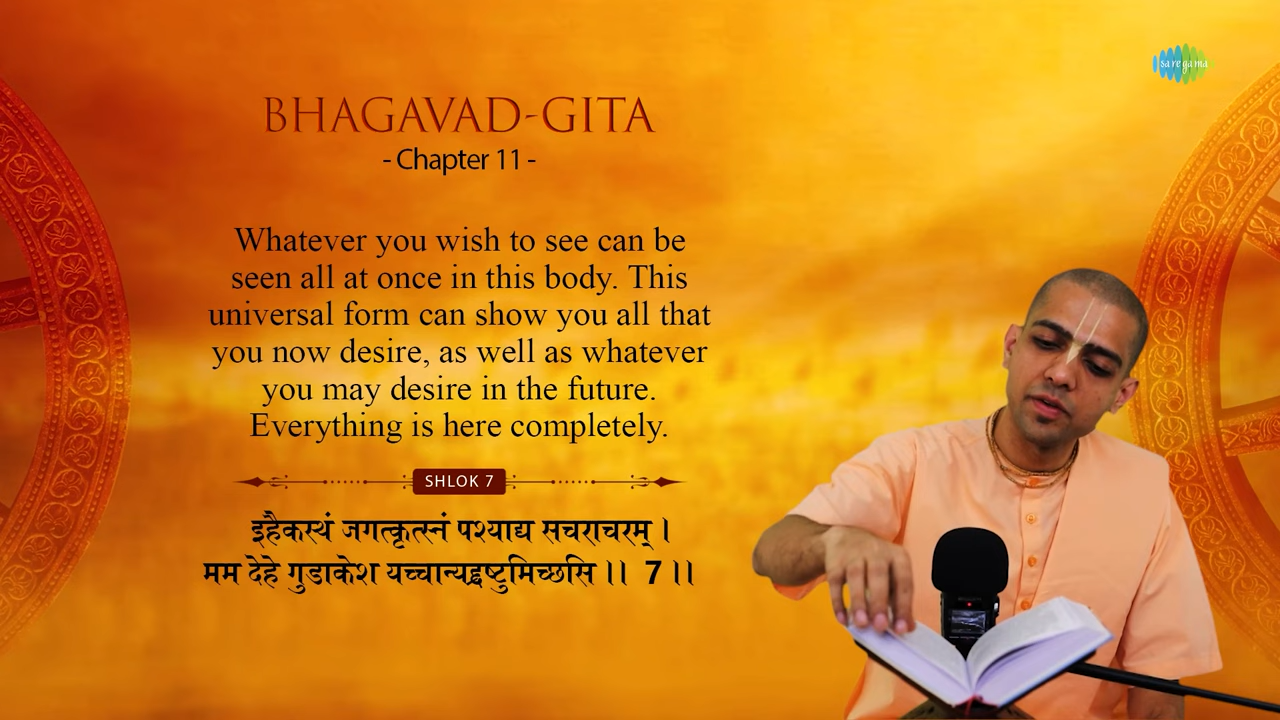 saregama
BHAGAVAD-GITA
- Chapter 11 -
Whatever you wish to see can be
seen all at once in this body. This
universal form can show you all that
you now desire, as well as whatever
you may desire in the future.
Everything is here completely.
SHLOK 7
इहैकस्थं जगत्कृत्स्नं पश्याद्य सचराचरम् ।
मम देहे गुडाकेश यच्चान्यद्द्रष्टुमिच्छसि ।। 7 ।।